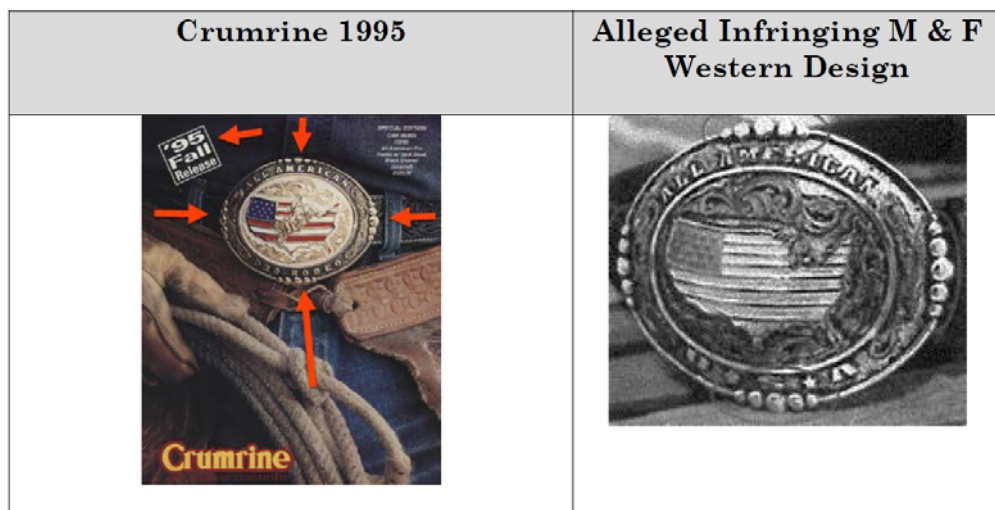 Crumrine 1995
Alleged Infringing M & F
Western Design
'95
Fall
Release
SPECIAL EDITION
ALL AMERICAN
RODEO
Crumrine
ALL AMERICAN
A